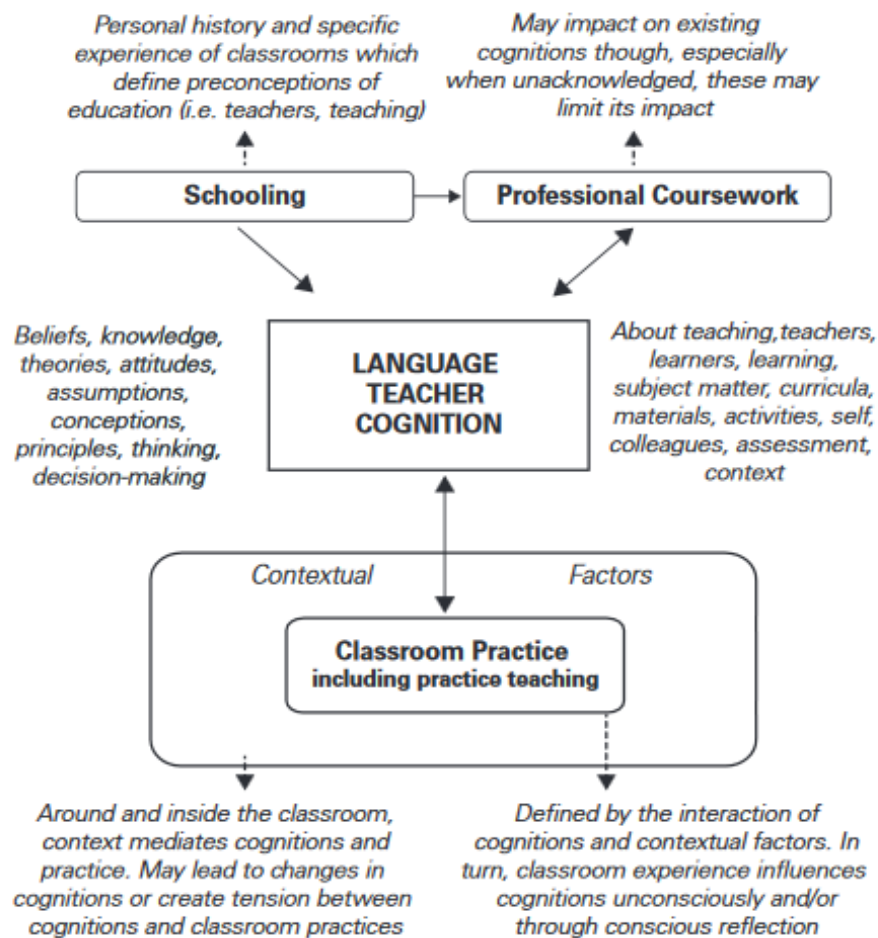 Personal history and specific
experience of classrooms which
define preconceptions of
education (i.e. teachers, teaching)
May impact on existing
cognitions though, especially
when unacknowledged, these may
limit its impact
Schooling
Professional Coursework
Beliefs, knowledge,
theories, attitudes,
assumptions,
conceptions,
principles, thinking,
decision-making
LANGUAGE
TEACHER
COGNITION
About teaching,teachers,
learners, learning,
subject matter, curricula,
materials, activities, self,
colleagues, assessment,
context
Contextual Factors
Classroom Practice
including practice teaching
Around and inside the classroom,
context mediates cognitions and
practice. May lead to changes in
cognitions or create tension between
cognitions and classroom practices
Defined by the interaction of
cognitions and contextual factors. In
turn, classroom experience influences
cognitions unconsciously and/or
through conscious reflection